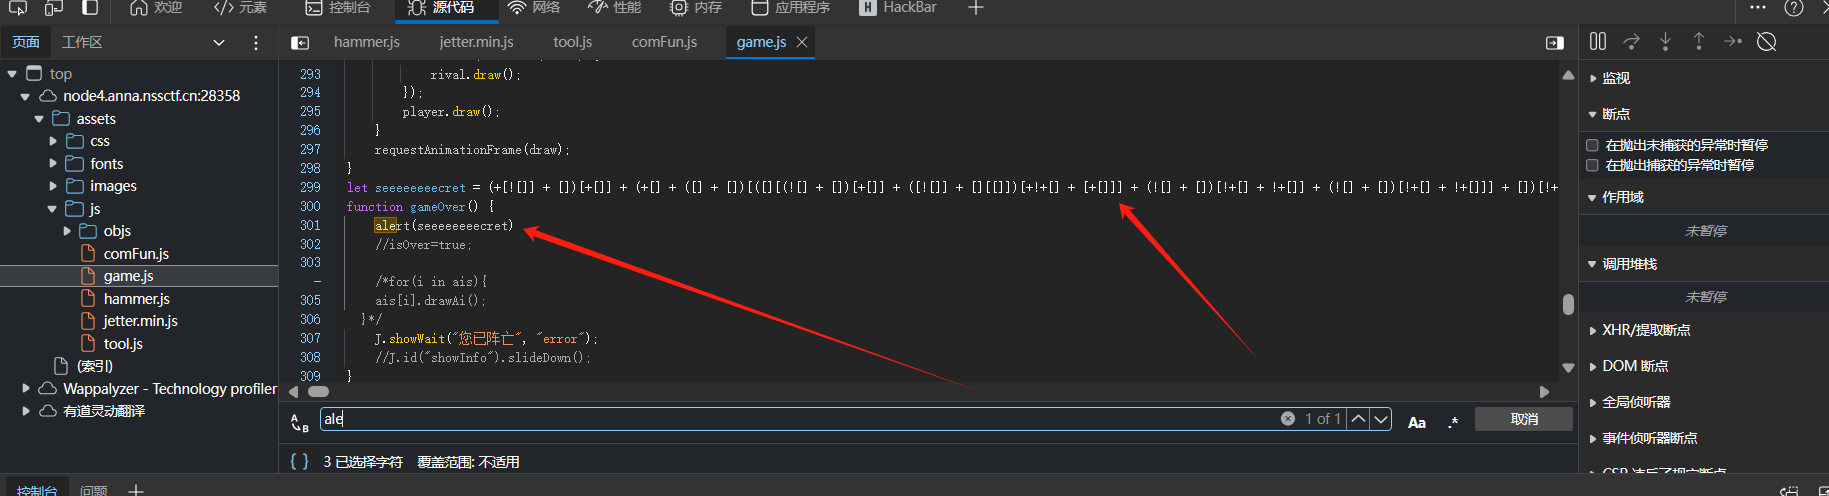 欢迎 元素 控制台 源代码 网络 性能 内存 应用程序 H HackBar
页面 工作区 hammer.js jetter.min.js tool.js comFun.js game.js
top
node4.anna.nssctf.cn:28358
assets
css
fonts
images
js
objs
comFun.js
game.js
hammer.js
jetter.min.js
tool.js
(索引)
Wappalyzer - Technology profiler
有道灵动翻译
293 rival.draw();
294 });
295 player.draw();
296 }
297 requestAnimationFrame(draw);
298 }
299 let seeeeeeeecret = (+[![]] + [])[+[]] + (+[] + ([] + [])[([][(![] + [])[+[]] + ([![]] + [][[]])[+!+[] + [+[]]] + (![] + [])[!+[] + !+[]] + (![] + [])[!+[] + !+[]]] + [])[!+
300 function gameOver() {
301 alert(seeeeeeeecret)
302 //isOver=true;
303
- /*for(i in ais){
305 ais[i].drawAi();
306 }*/
307 J.showWait("您已阵亡", "error");
308 //J.id("showInfo").slideDown();
309 }
ale 1 of 1 Aa .* 取消
{ } 3 已选择字符 覆盖范围: 不适用
监视
断点
在抛出未捕获的异常时暂停
在抛出捕获的异常时暂停
作用域
未暂停
调用堆栈
未暂停
XHR/提取断点
DOM 断点
全局侦听器
事件侦听器断点
控制台 问题